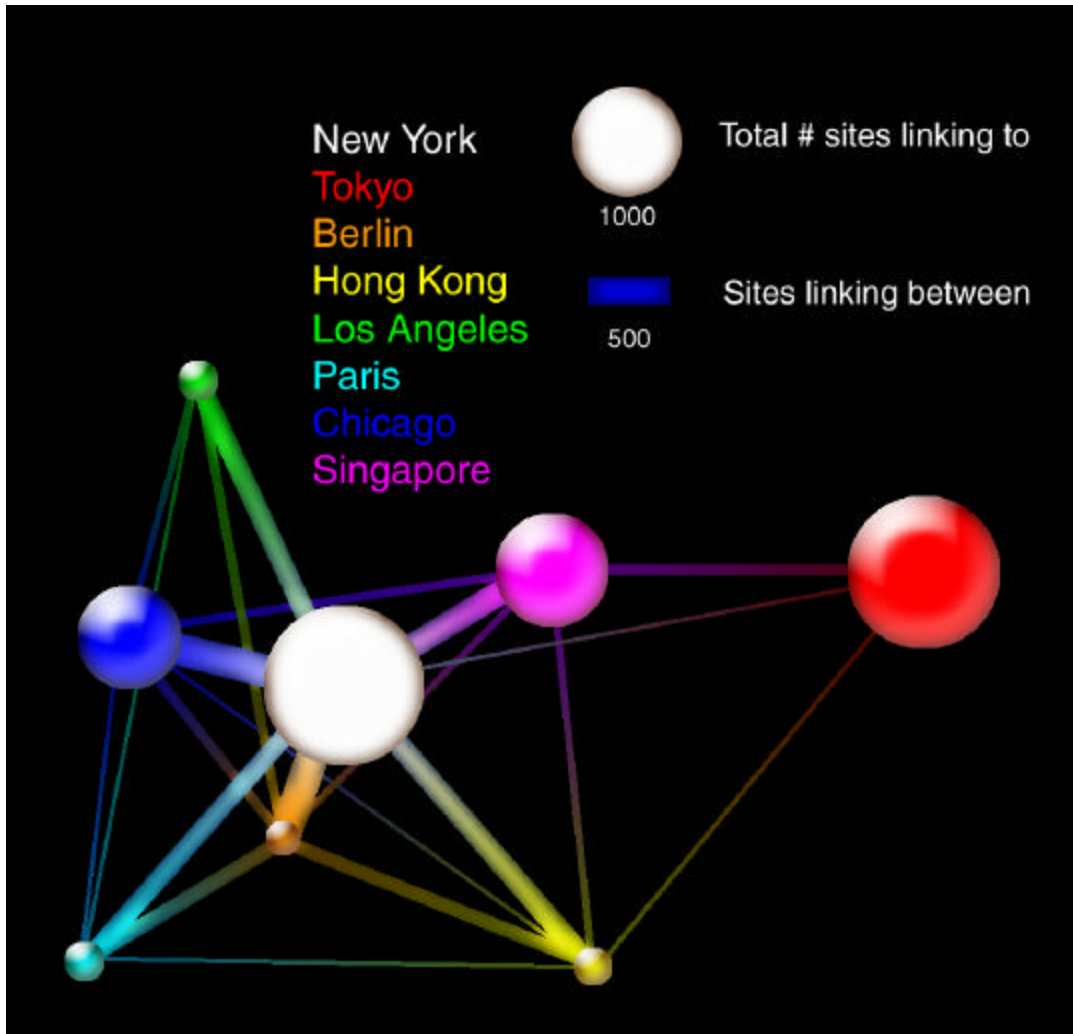 New York
Tokyo
Berlin
Hong Kong
Los Angeles
Paris
Chicago
Singapore
Total # sites linking to
1000
Sites linking between
500